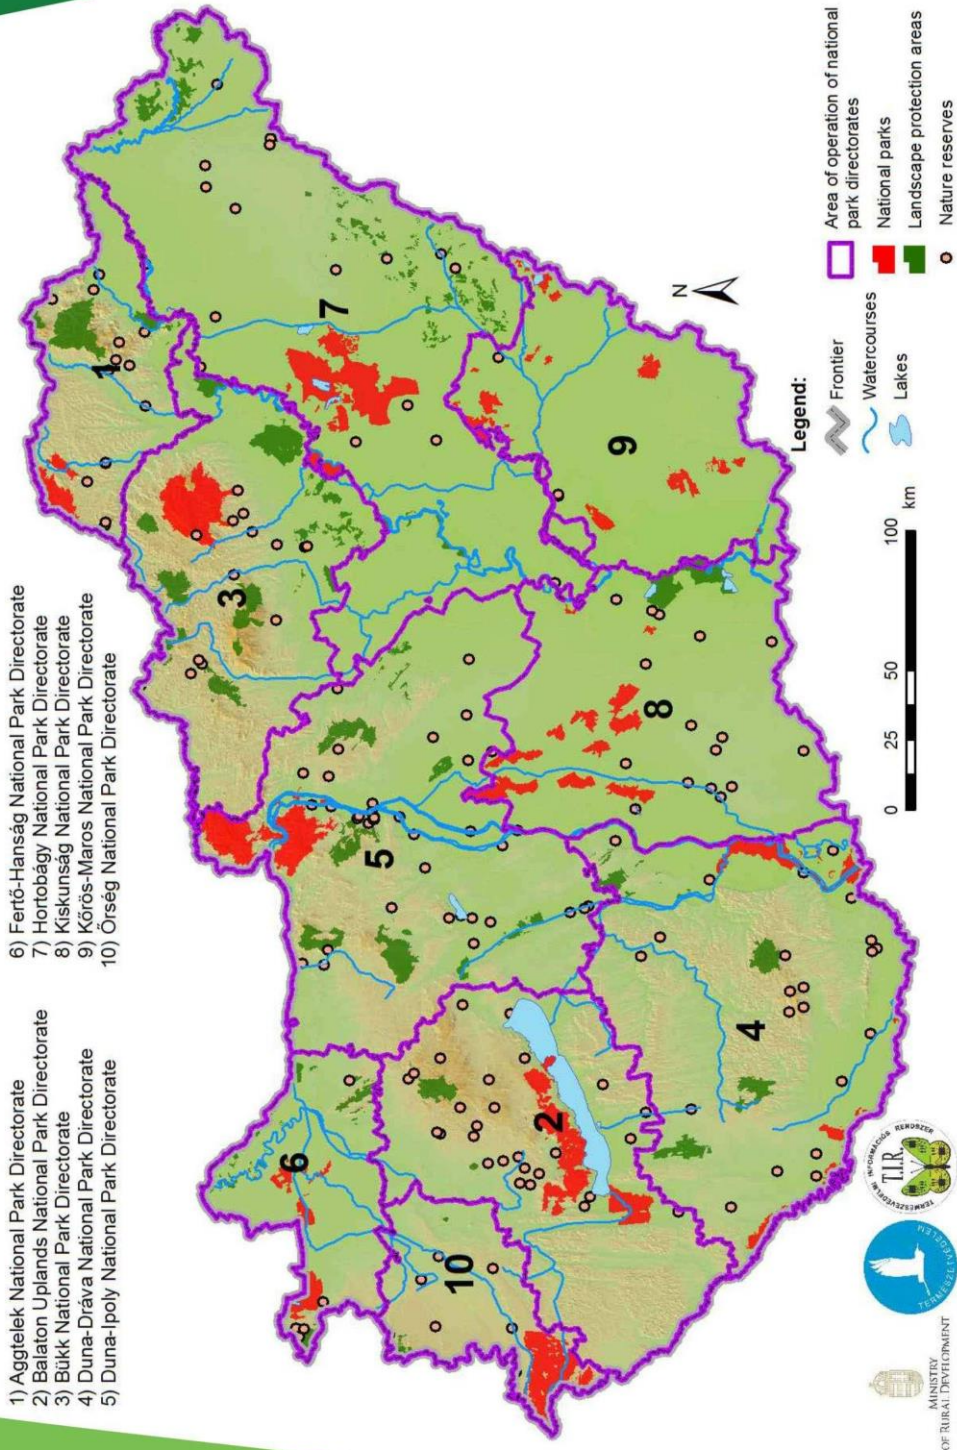 1) Aggtelek National Park Directorate
2) Balaton Uplands National Park Directorate
3) Bükk National Park Directorate
4) Duna-Dráva National Park Directorate
5) Duna-Ipoly National Park Directorate
6) Fertő-Hanság National Park Directorate
7) Hortobágy National Park Directorate
8) Kiskunság National Park Directorate
9) Körös-Maros National Park Directorate
10) Őrség National Park Directorate
1
2
3
4
5
6
7
8
9
10
N
Legend:
Frontier
Watercourses
Lakes
Area of operation of national
park directorates
National parks
Landscape protection areas
Nature reserves
0 25 50 100
km
MINISTRY
OF RURAL DEVELOPMENT
TERMÉSZETVÉDELEM
TERMÉSZETVÉDELMI INFORMÁCIÓS RENDSZER
T.I.R.